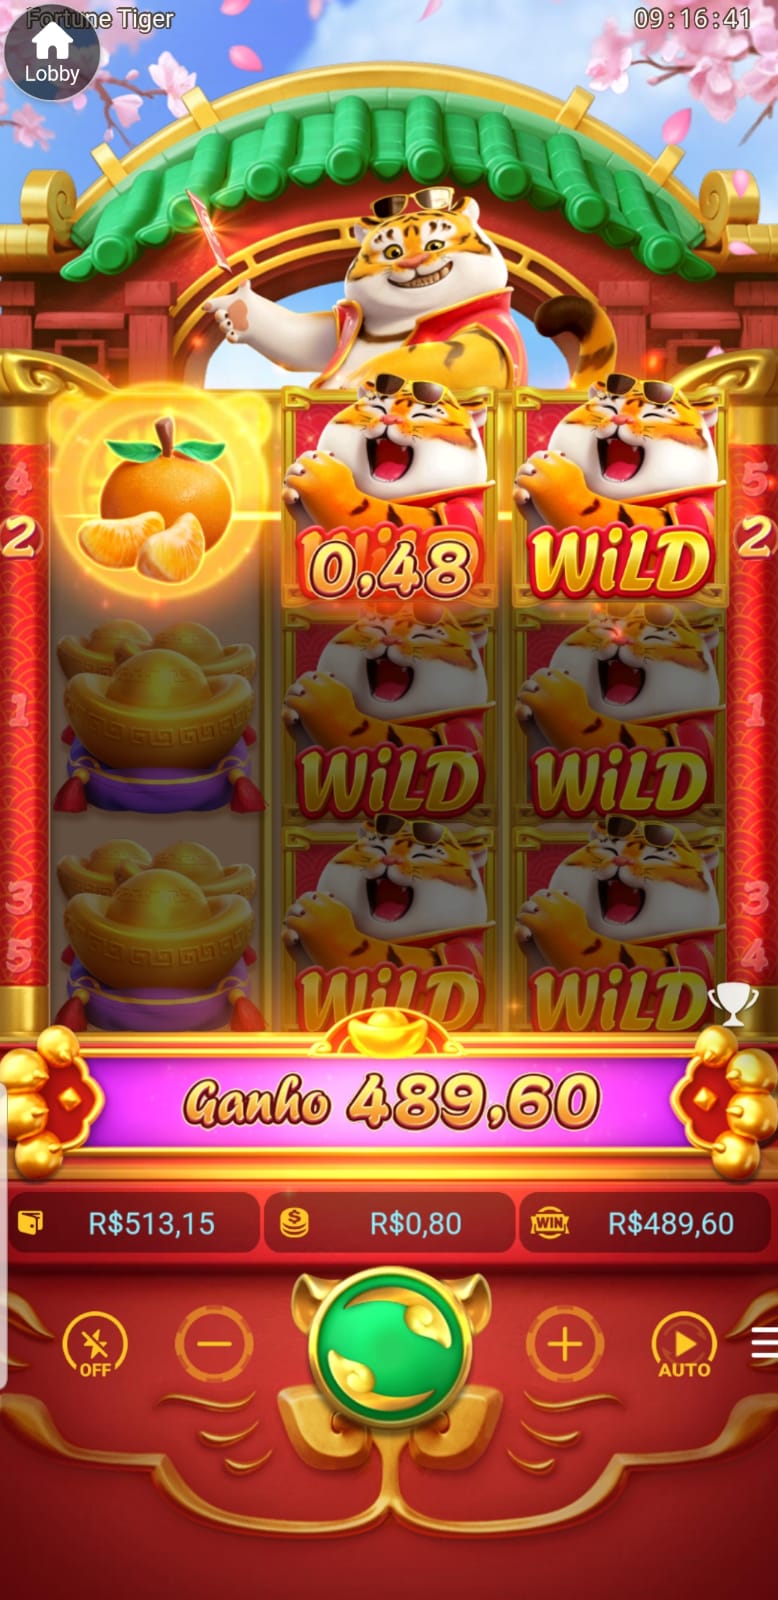 Fortune Tiger
09:16:41
Lobby
4
5
2
2
0,48
WiLD
1
1
WiLD
WiLD
3
3
5
4
WiLD
WiLD
Ganho 489,60
R$513,15
R$0,80
WIN
R$489,60
OFF
AUTO